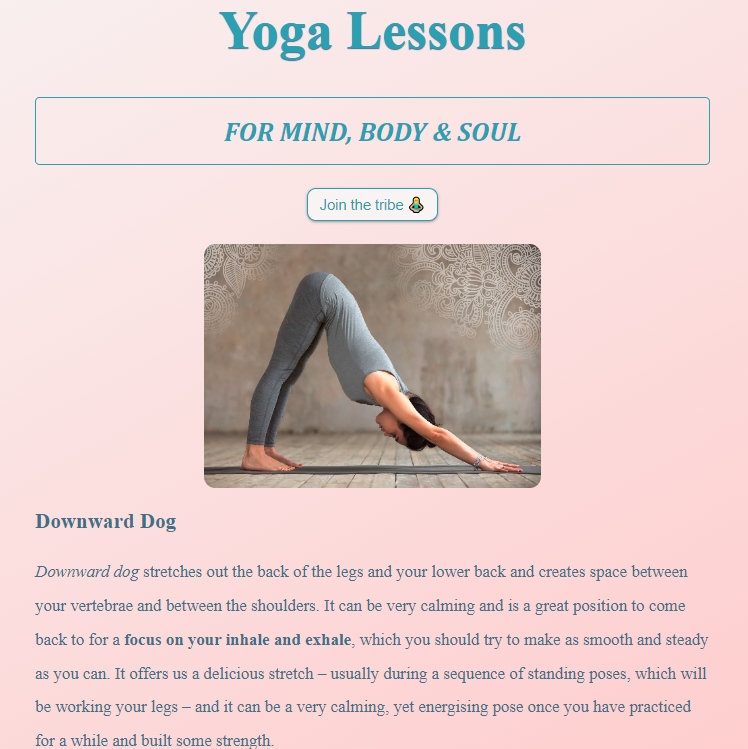 Yoga Lessons
FOR MIND, BODY & SOUL
Join the tribe
Downward Dog
Downward dog stretches out the back of the legs and your lower back and creates space between
your vertebrae and between the shoulders. It can be very calming and is a great position to come
back to for a focus on your inhale and exhale, which you should try to make as smooth and steady
as you can. It offers us a delicious stretch – usually during a sequence of standing poses, which will
be working your legs – and it can be a very calming, yet energising pose once you have practiced
for a while and built some strength.